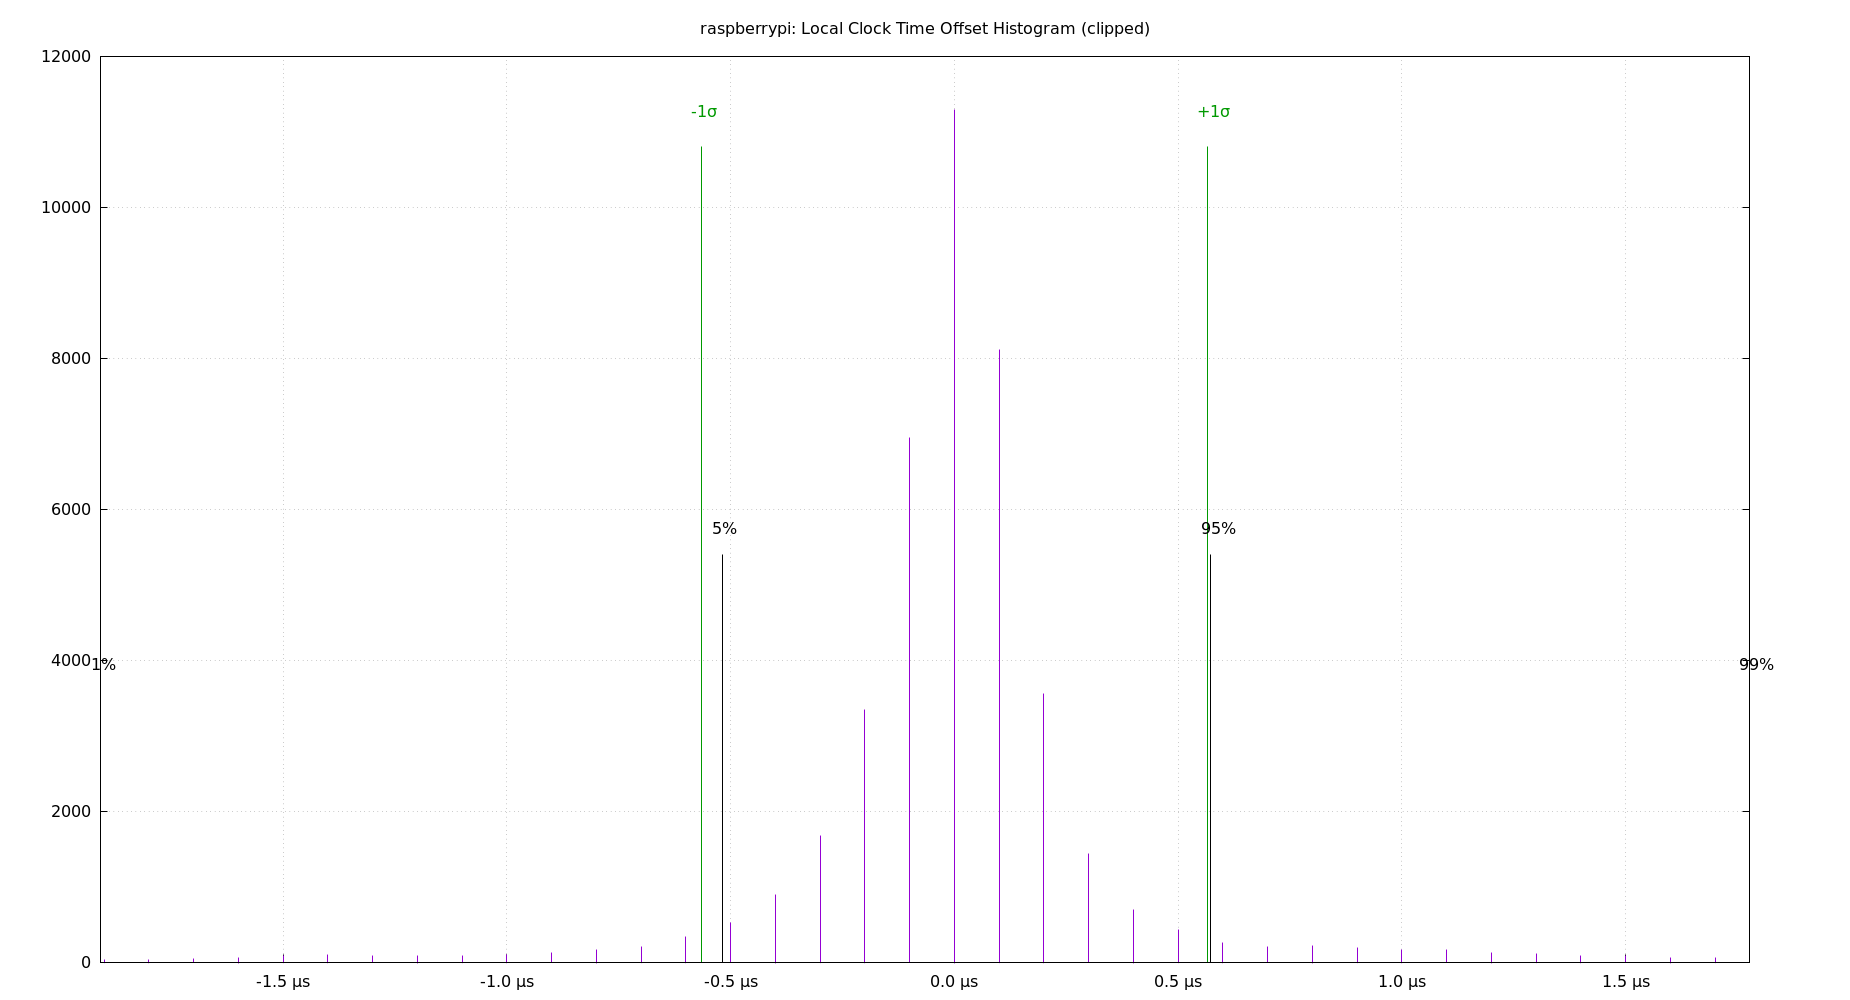 raspberrypi: Local Clock Time Offset Histogram (clipped)
12000
-1σ
+1σ
10000
8000
6000
5%
95%
4000
1%
99%
2000
0
-1.5 µs
-1.0 µs
-0.5 µs
0.0 µs
0.5 µs
1.0 µs
1.5 µs